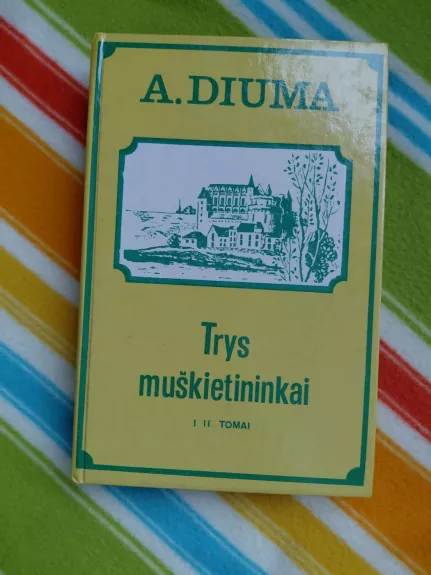 A. DIUMA
Trys
muškietininkai
I II TOMAI